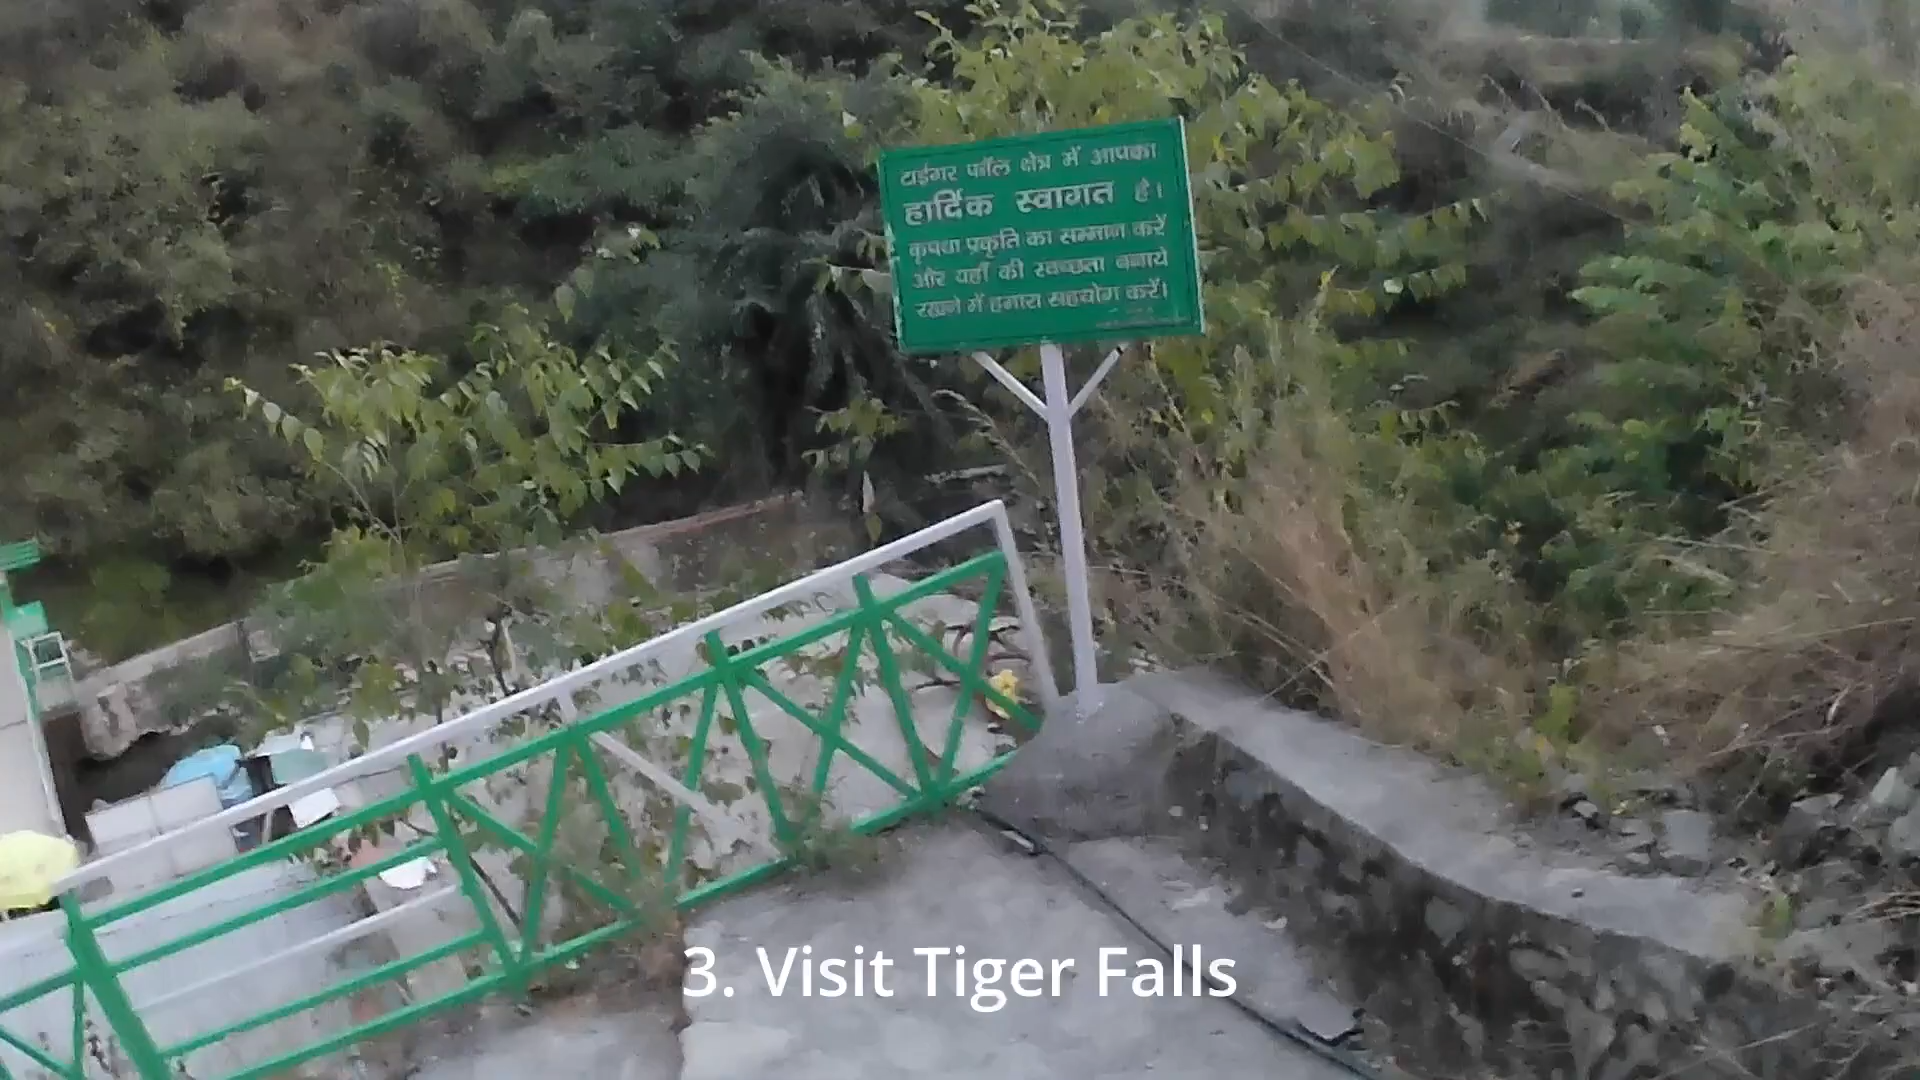 टाईगर फॉल क्षेत्र में आपका
हार्दिक स्वागत है।
कृपया प्रकृति का सम्मान करें
और यहाँ की स्वच्छता बनाये
रखने में हमारा सहयोग करें।
3. Visit Tiger Falls